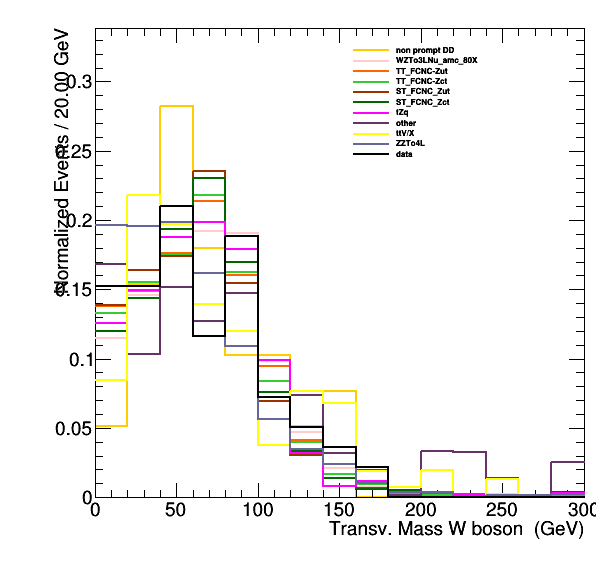 Normalized Events / 20.00 GeV
0.3
0.25
0.2
0.15
0.1
0.05
0
0 50 100 150 200 250 300
Transv. Mass W boson (GeV)
non prompt DD
WZTo3LNu_amc_80X
TT_FCNC-Zut
TT_FCNC-Zct
ST_FCNC_Zut
ST_FCNC_Zct
tZq
other
ttV/X
ZZTo4L
data